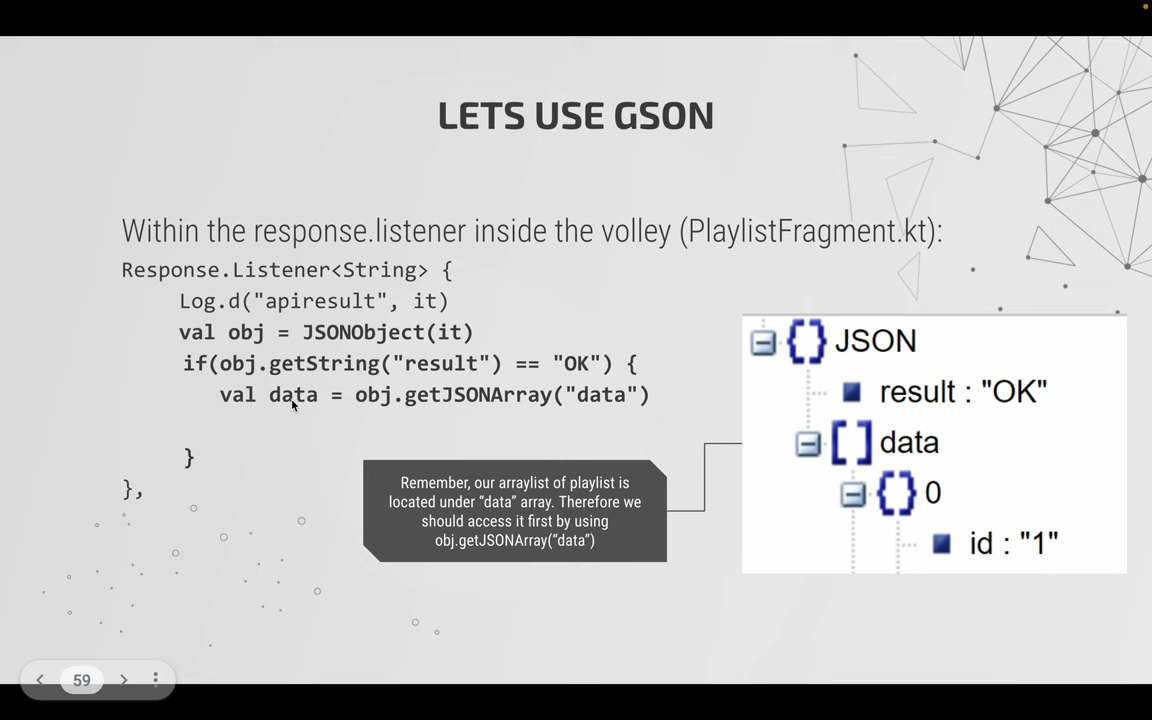 LETS USE GSON
Within the response.listener inside the volley (PlaylistFragment.kt):
Response.Listener<String> {
Log.d("apiresult", it)
val obj = JSONObject(it)
if(obj.getString("result") == "OK") {
val data = obj.getJSONArray("data")
}
},
Remember, our arraylist of playlist is
located under “data” array. Therefore we
should access it first by using
obj.getJSONArray(“data”)
JSON
result : "OK"
data
0
id : "1"
59